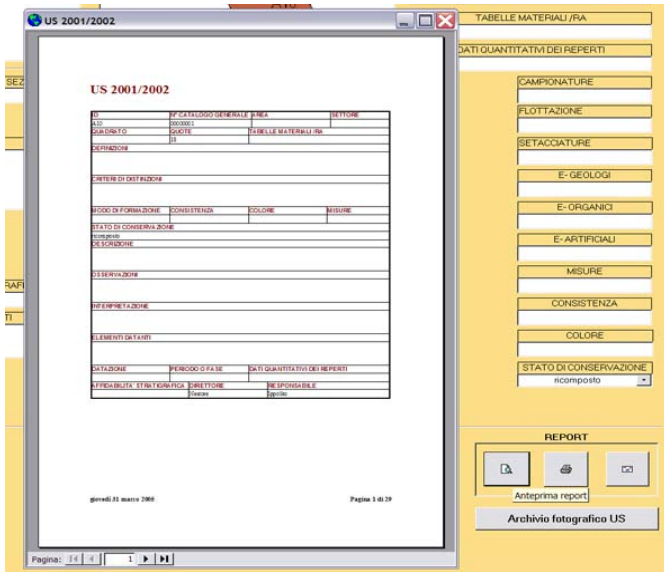 US 2001/2002
TABELLE MATERIALI /RA
DATI QUANTITATIVI DEI REPERTI
SEZ
CAMPIONATURE
FLOTTAZIONE
SETACCIATURE
E- GEOLOGI
E- ORGANICI
E- ARTIFICIALI
MISURE
CONSISTENZA
COLORE
STATO DI CONSERVAZIONE
ricomposto
US 2001/2002
ID N° CATALOGO GENERALE AREA SETTORE
A10 00000001
QUADRATO QUOTE TABELLE MATERIALI /RA
DEFINIZIONI
CRITERI DI DISTINZIONI
MODO DI FORMAZIONE CONSISTENZA COLORE MISURE
STATO DI CONSERVAZIONE
ricomposto
DESCRIZIONE
OSSERVAZIONI
INTERPRETAZIONE
ELEMENTI DATANTI
DATAZIONE PERIODO O FASE DATI QUANTITATIVI DEI REPERTI
AFFIDABILITA' STRATIGRAFICA DIRETTORE RESPONSABILE
Ippolito
giovedì 31 marzo 2005 Pagina 1 di 29
Pagina: 1
REPORT
Anteprima report
Archivio fotografico US